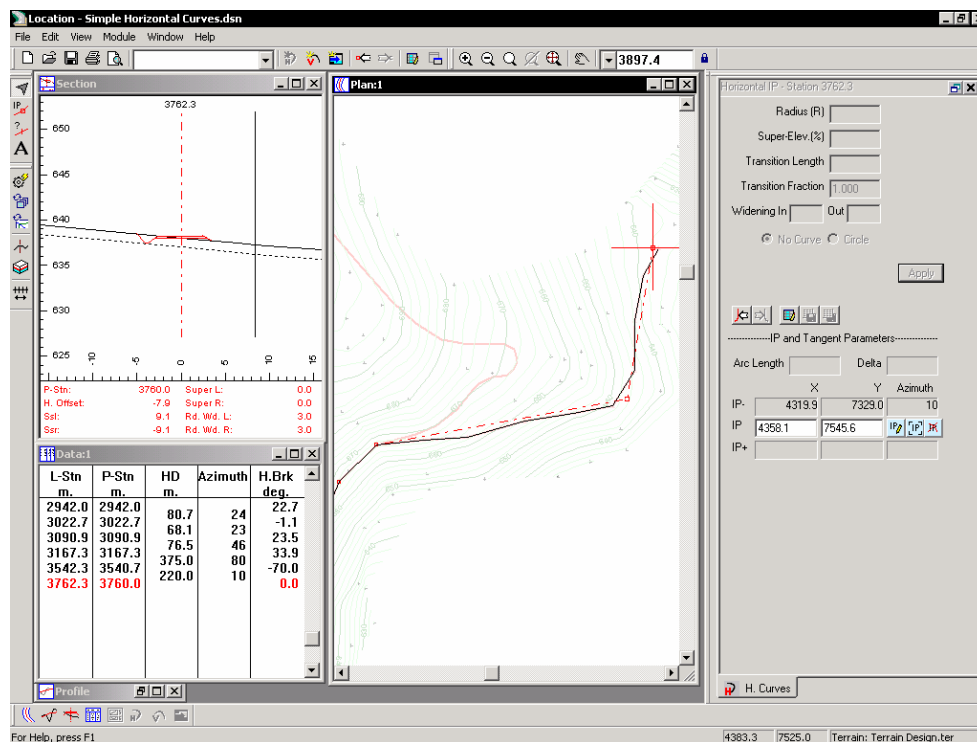 Location - Simple Horizontal Curves.dsn
File Edit View Module Window Help
3897.4
Section
3762.3
650
645
640
635
630
625
-10 -5 0 5 10 15
P-Stn: 3760.0 Super L: 0.0
H. Offset: -7.9 Super R: 0.0
Ssl: 9.1 Rd. Wd. L: 3.0
Ssr: -9.1 Rd. Wd. R: 3.0
Data:1
L-Stn P-Stn HD Azimuth H.Brk
m. m. m. deg.
2942.0 2942.0 22.7
80.7 24
3022.7 3022.7 -1.1
68.1 23
3090.9 3090.9 23.5
76.5 46
3167.3 3167.3 33.9
375.0 80
3542.3 3540.7 -70.0
220.0 10
3762.3 3760.0 0.0
Profile
Plan:1
Horizontal IP - Station 3762.3
Radius (R)
Super-Elev.(%)
Transition Length
Transition Fraction 1.000
Widening In Out
No Curve Circle
Apply
IP and Tangent Parameters
Arc Length Delta
X Y Azimuth
IP- 4319.9 7329.0 10
IP 4358.1 7545.6
IP+
H. Curves
For Help, press F1
4383.3 7525.0 Terrain: Terrain Design.ter